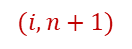 (i, n + 1)